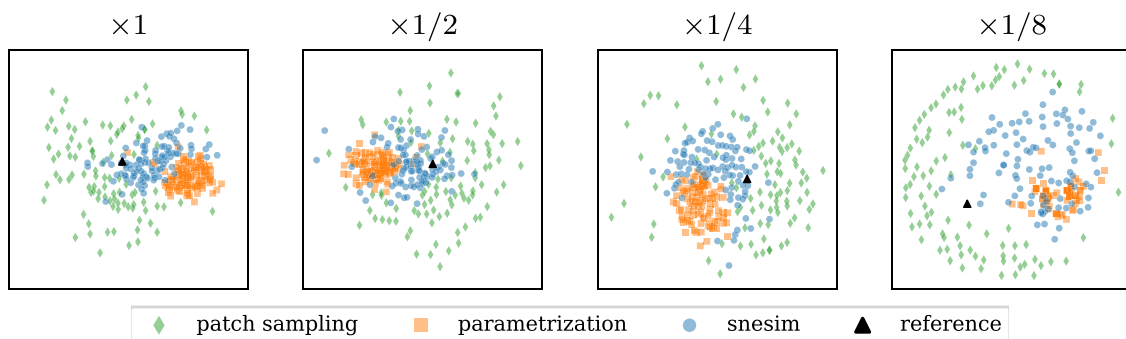 ×1 ×1/2 ×1/4 ×1/8
patch sampling parametrization snesim reference